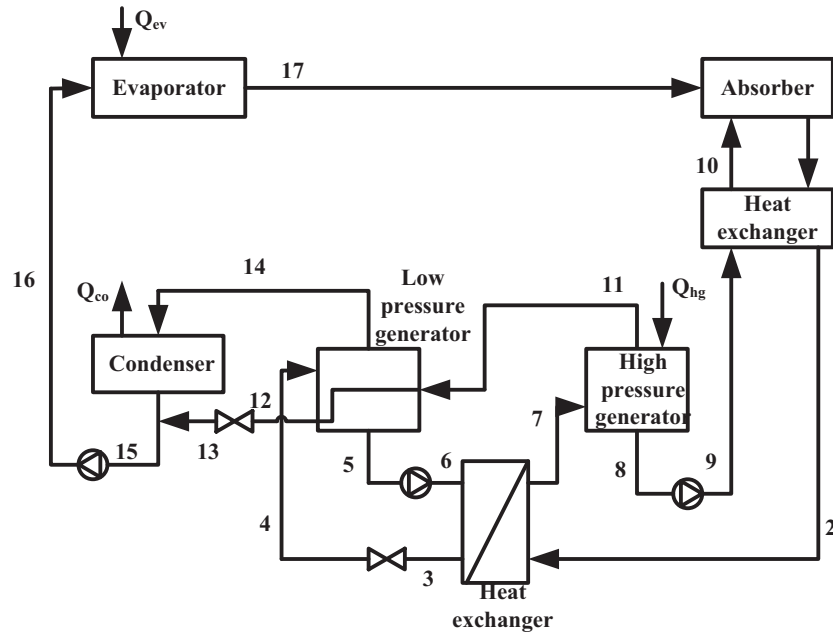 Qev
17
Evaporator
Absorber
10
Heat
exchanger
16
14
Low
pressure
generator
11
Qhg
Qco
Condenser
High
pressure
generator
12
7
13
15
5
6
8
9
4
3
2
Heat
exchanger